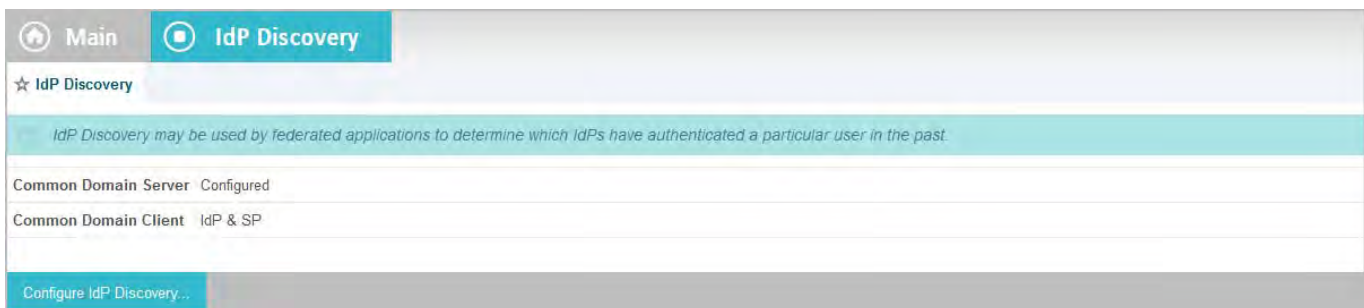 Main IdP Discovery
IdP Discovery
IdP Discovery may be used by federated applications to determine which IdPs have authenticated a particular user in the past.
Common Domain Server Configured
Common Domain Client IdP & SP
Configure IdP Discovery...